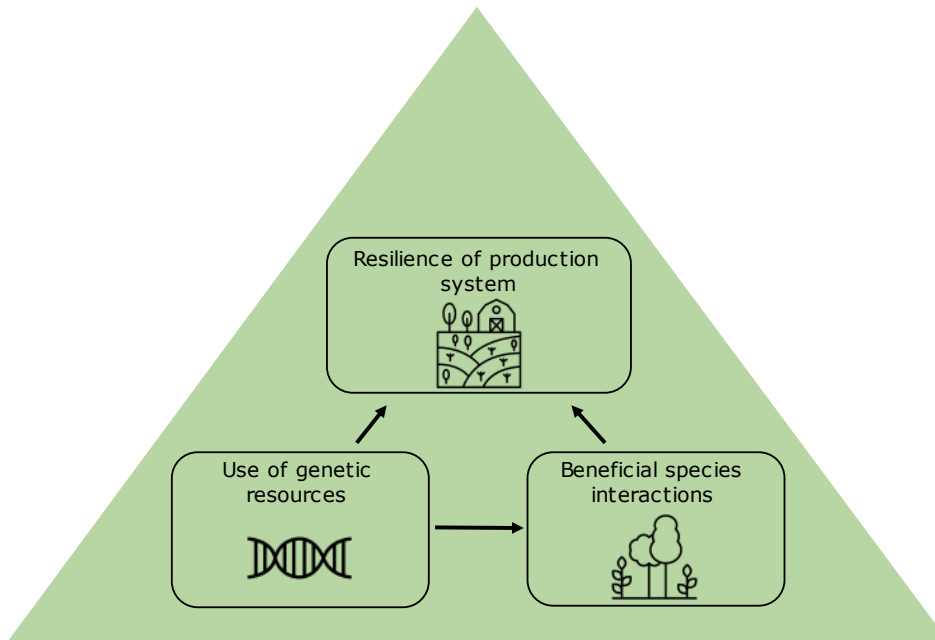 Resilience of production
system
Use of genetic
resources
Beneficial species
interactions